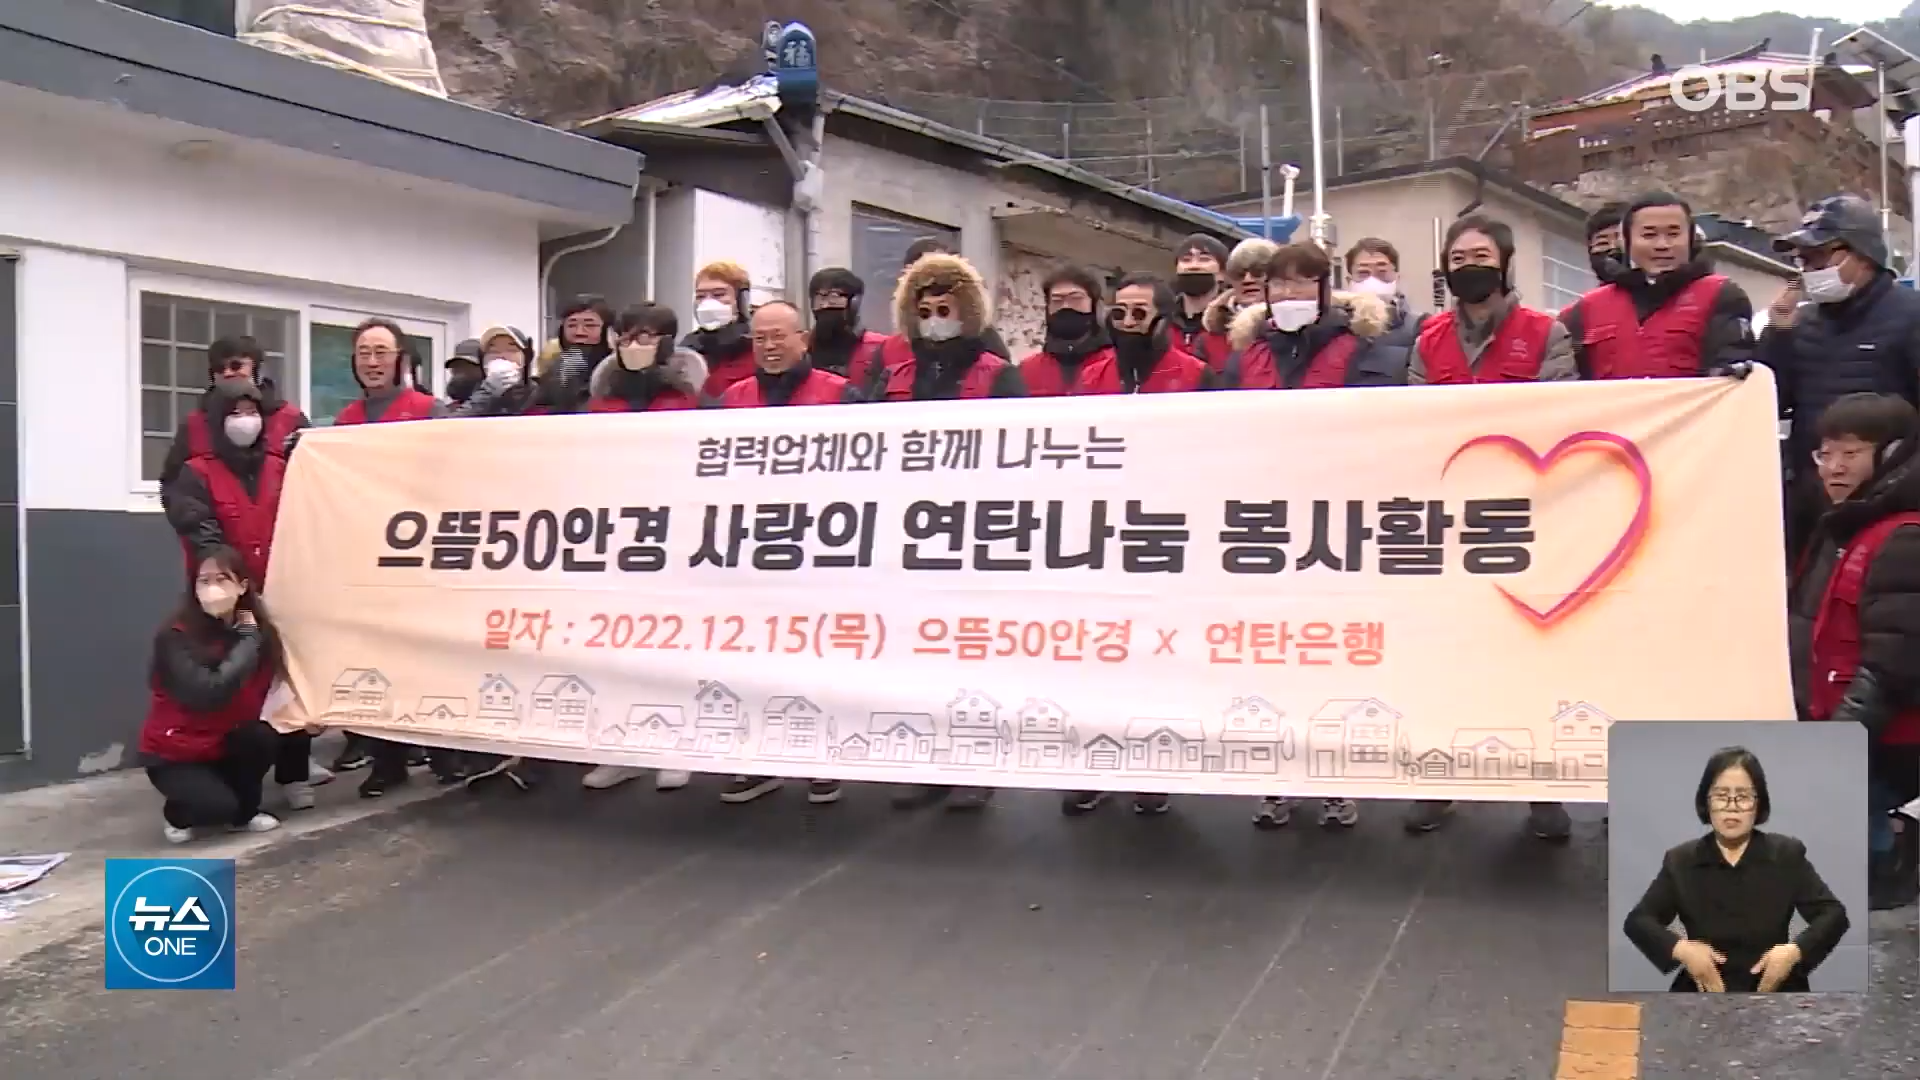 福
OBS
협력업체와 함께 나누는
으뜸50안경 사랑의 연탄나눔 봉사활동
일자 : 2022.12.15(목) 으뜸50안경 x 연탄은행
뉴스
ONE